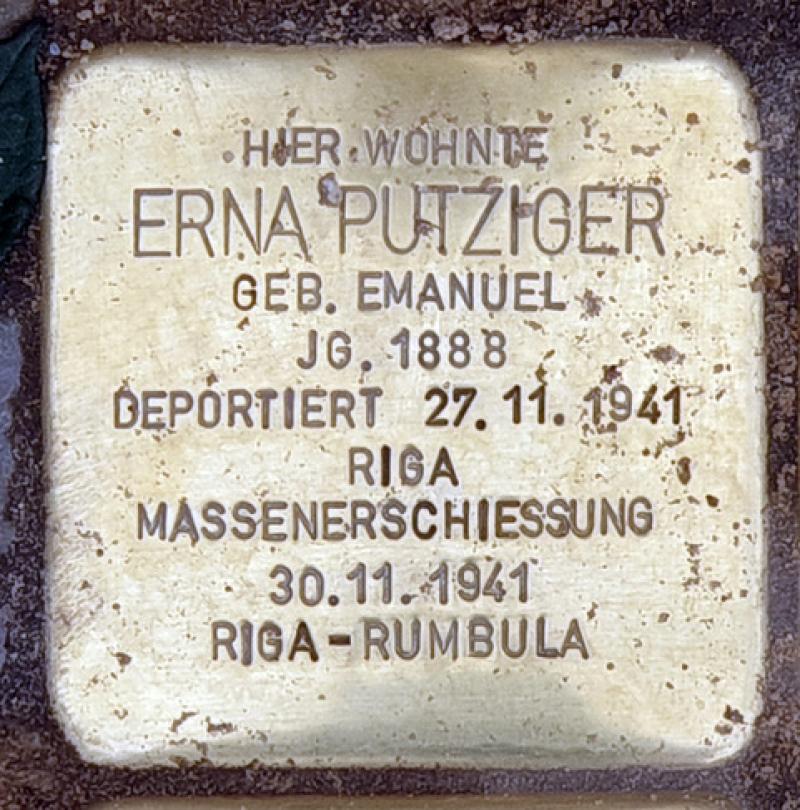 HIER WOHNTE
ERNA PUTZIGER
GEB. EMANUEL
JG. 1888
DEPORTIERT 27.11.1941
RIGA
MASSENERSCHIESSUNG
30.11.1941
RIGA-RUMBULA